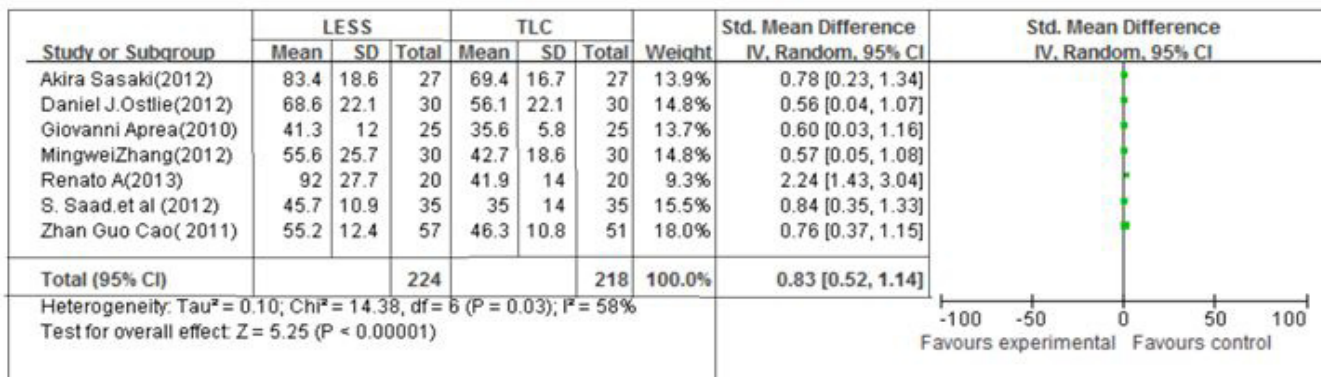 LESS TLC Std. Mean Difference Std. Mean Difference
Study or Subgroup Mean SD Total Mean SD Total Weight IV, Random, 95% CI IV, Random, 95% CI
Akira Sasaki(2012) 83.4 18.6 27 69.4 16.7 27 13.9% 0.78 [0.23, 1.34]
Daniel J.Ostlie(2012) 68.6 22.1 30 56.1 22.1 30 14.8% 0.56 [0.04, 1.07]
Giovanni Aprea(2010) 41.3 12 25 35.6 5.8 25 13.7% 0.60 [0.03, 1.16]
MingweiZhang(2012) 55.6 25.7 30 42.7 18.6 30 14.8% 0.57 [0.05, 1.08]
Renato A(2013) 92 27.7 20 41.9 14 20 9.3% 2.24 [1.43, 3.04]
S. Saad.et al (2012) 45.7 10.9 35 35 14 35 15.5% 0.84 [0.35, 1.33]
Zhan Guo Cao( 2011) 55.2 12.4 57 46.3 10.8 51 18.0% 0.76 [0.37, 1.15]
Total (95% CI) 224 218 100.0% 0.83 [0.52, 1.14]
Heterogeneity: Tau² = 0.10; Chi² = 14.38, df = 6 (P = 0.03); I² = 58%
Test for overall effect: Z = 5.25 (P < 0.00001)
-100 -50 0 50 100
Favours experimental Favours control